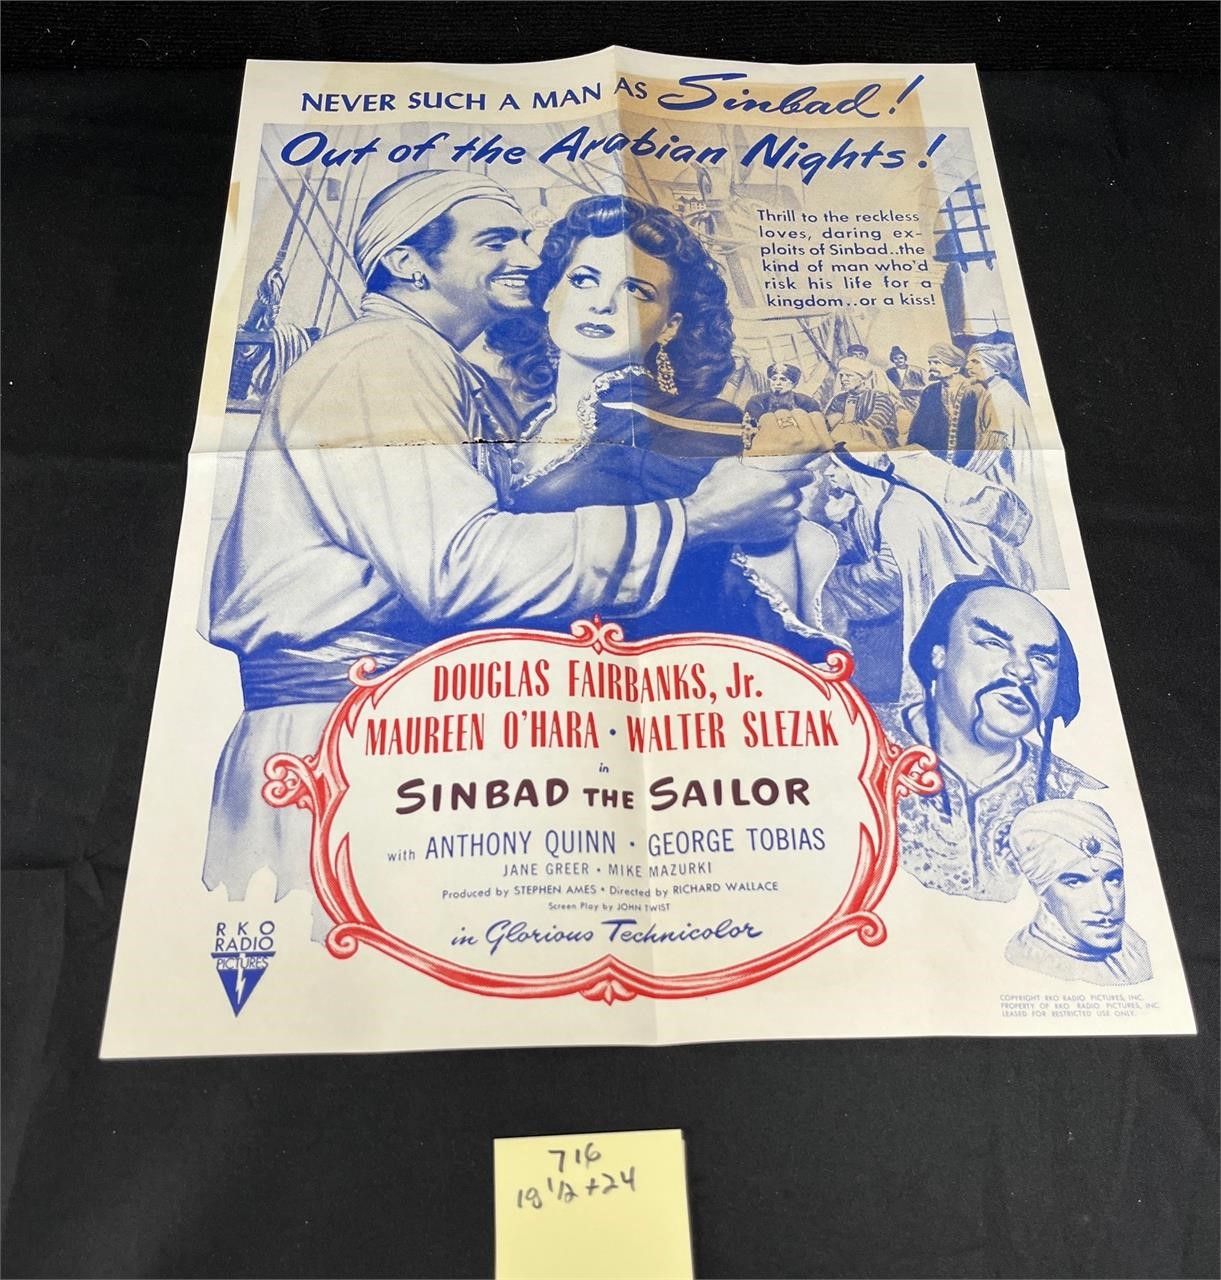 NEVER SUCH A MAN AS Sinbad!
Out of the Arabian Nights!
Thrill to the reckless
loves, daring ex-
ploits of Sinbad..the
kind of man who'd
risk his life for a
kingdom..or a kiss!
DOUGLAS FAIRBANKS, Jr.
MAUREEN O'HARA · WALTER SLEZAK
in
SINBAD THE SAILOR
with ANTHONY QUINN · GEORGE TOBIAS
JANE GREER · MIKE MAZURKI
Produced by STEPHEN AMES · Directed by RICHARD WALLACE
Screen Play by JOHN TWIST
in Glorious Technicolor
RKO
RADIO
PICTURES
COPYRIGHT RKO RADIO PICTURES, INC.
PROPERTY OF RKO RADIO PICTURES, INC.
LEASED FOR RESTRICTED USE ONLY.
716
18 1/2 + 24